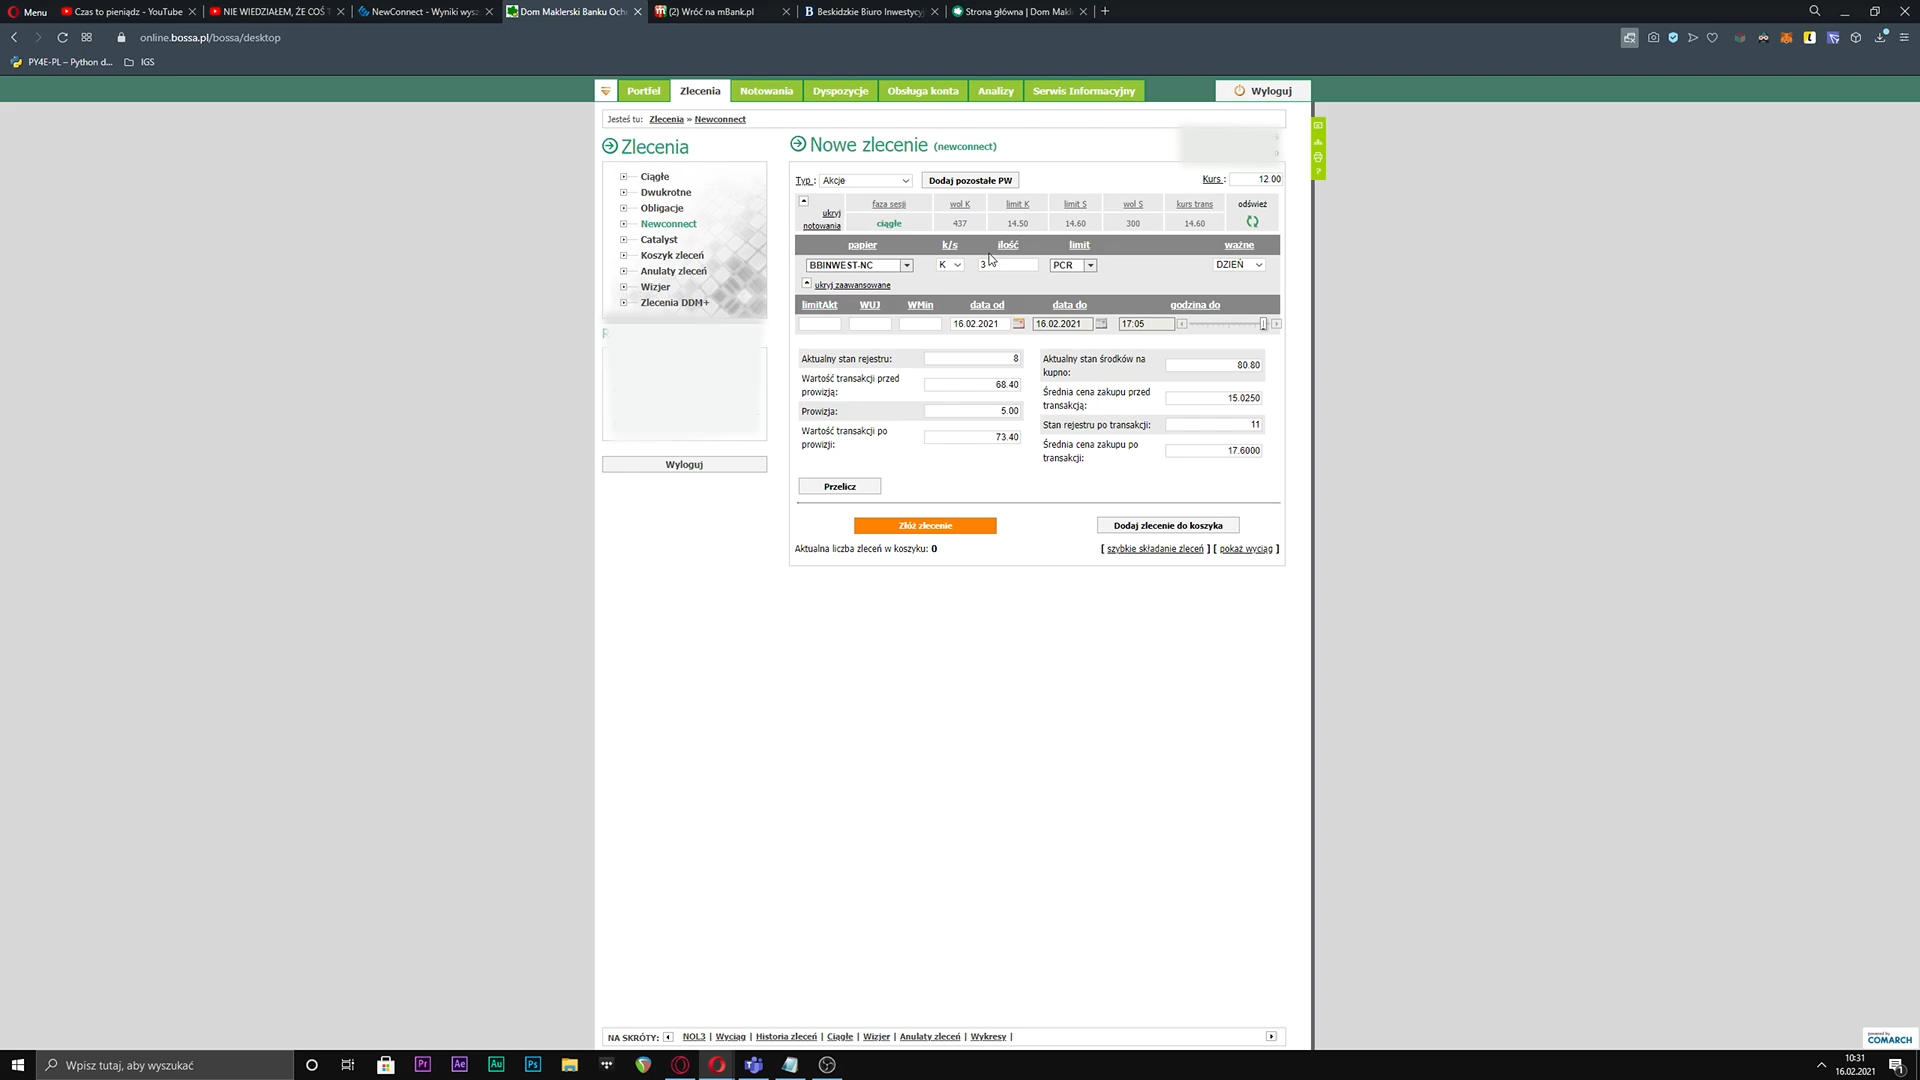 Menu
Czas to pieniądz - YouTube
NIE WIEDZIAŁEM, ŻE COŚ T
NewConnect - Wyniki wysz
Dom Maklerski Banku Och
(2) Wróć na mBank.pl
Beskidzkie Biuro Inwestycy
Strona główna | Dom Makl
online.bossa.pl/bossa/desktop
PY4E-PL – Python d...
IGS
Portfel
Zlecenia
Notowania
Dyspozycje
Obsługa konta
Analizy
Serwis Informacyjny
Wyloguj
Jesteś tu: Zlecenia » Newconnect
Zlecenia
Ciągłe
Dwukrotne
Obligacje
Newconnect
Catalyst
Koszyk zleceń
Anulaty zleceń
Wizjer
Zlecenia DDM+
Wyloguj
Nowe zlecenie (newconnect)
Typ : Akcje Dodaj pozostałe PW Kurs : 12.00
ukryj notowania
faza sesji wol K limit K limit S wol S kurs trans odśwież
ciągłe 437 14.50 14.60 300 14.60
papier k/s ilość limit ważne
BBINWEST-NC K 3 PCR DZIEŃ
ukryj zaawansowane
limitAkt WUJ WMin data od data do godzina do
16.02.2021 16.02.2021 17:05
Aktualny stan rejestru: 8
Wartość transakcji przed prowizją: 68.40
Prowizja: 5.00
Wartość transakcji po prowizji: 73.40
Aktualny stan środków na kupno: 80.80
Średnia cena zakupu przed transakcją: 15.0250
Stan rejestru po transakcji: 11
Średnia cena zakupu po transakcji: 17.6000
Przelicz
Złóż zlecenie
Dodaj zlecenie do koszyka
Aktualna liczba zleceń w koszyku: 0
[ szybkie składanie zleceń ] [ pokaż wyciąg ]
NA SKRÓTY: NOL3 | Wyciąg | Historia zleceń | Ciągłe | Wizjer | Anulaty zleceń | Wykresy |
powered by
COMARCH
Wpisz tutaj, aby wyszukać
Pr
Ae
Au
Ps
10:31
16.02.2021